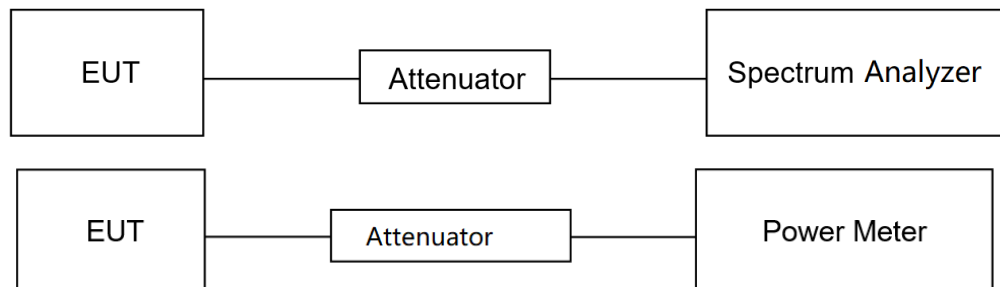 EUT
Attenuator
Spectrum Analyzer
EUT
Attenuator
Power Meter